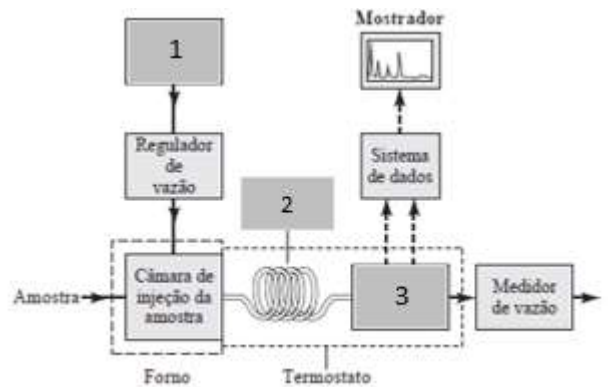 Mostrador
1
Regulador
de
vazão
Sistema
de dados
2
Câmara de
injeção da
amostra
3
Medidor
de vazão
Amostra
Forno
Termostato